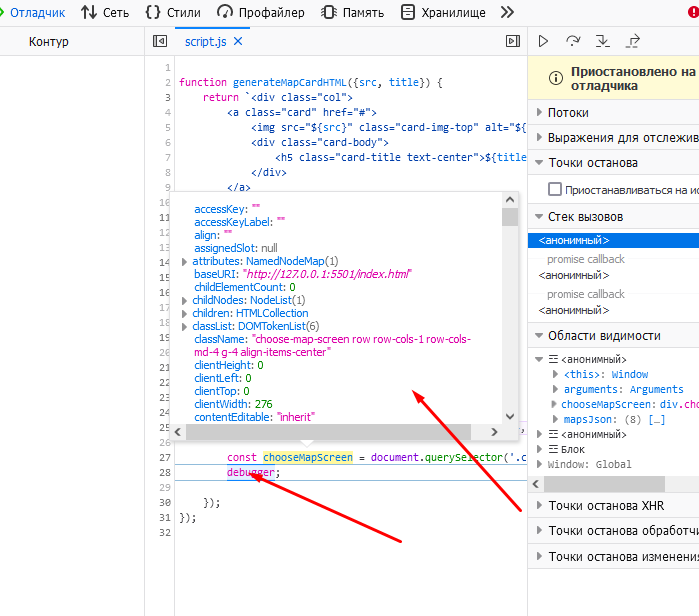 Отладчик Сеть Стили Профайлер Память Хранилище
Контур
script.js
1
2 function generateMapCardHTML({src, title}) {
3 return `<div class="col">
4 <a class="card" href="#">
5 <img src="${src}" class="card-img-top" alt="${
6 <div class="card-body">
7 <h5 class="card-title text-center">${title
8 </div>
9 </a>
10
11
12
13
14
15
16
17
18
19
20
21
22
23
24
25
26
accessKey: ""
accessKeyLabel: ""
align: ""
assignedSlot: null
attributes: NamedNodeMap(1)
baseURI: "http://127.0.0.1:5501/index.html"
childElementCount: 0
childNodes: NodeList(1)
children: HTMLCollection
classList: DOMTokenList(6)
className: "choose-map-screen row row-cols-1 row-cols-
md-4 g-4 align-items-center"
clientHeight: 0
clientLeft: 0
clientTop: 0
clientWidth: 276
contentEditable: "inherit"
27 const chooseMapScreen = document.querySelector('.c
28 debugger;
29
30 });
31 });
32
Приостановлено на
отладчика
Потоки
Выражения для отслежив
Точки останова
Приостанавливаться на ис
Стек вызовов
<анонимный>
promise callback
<анонимный>
promise callback
<анонимный>
Области видимости
<анонимный>
<this>: Window
arguments: Arguments
chooseMapScreen: div.cho
mapsJson: (8) […]
<анонимный>
Блок
Window: Global
Точки останова XHR
Точки останова обработчи
Точки останова изменения